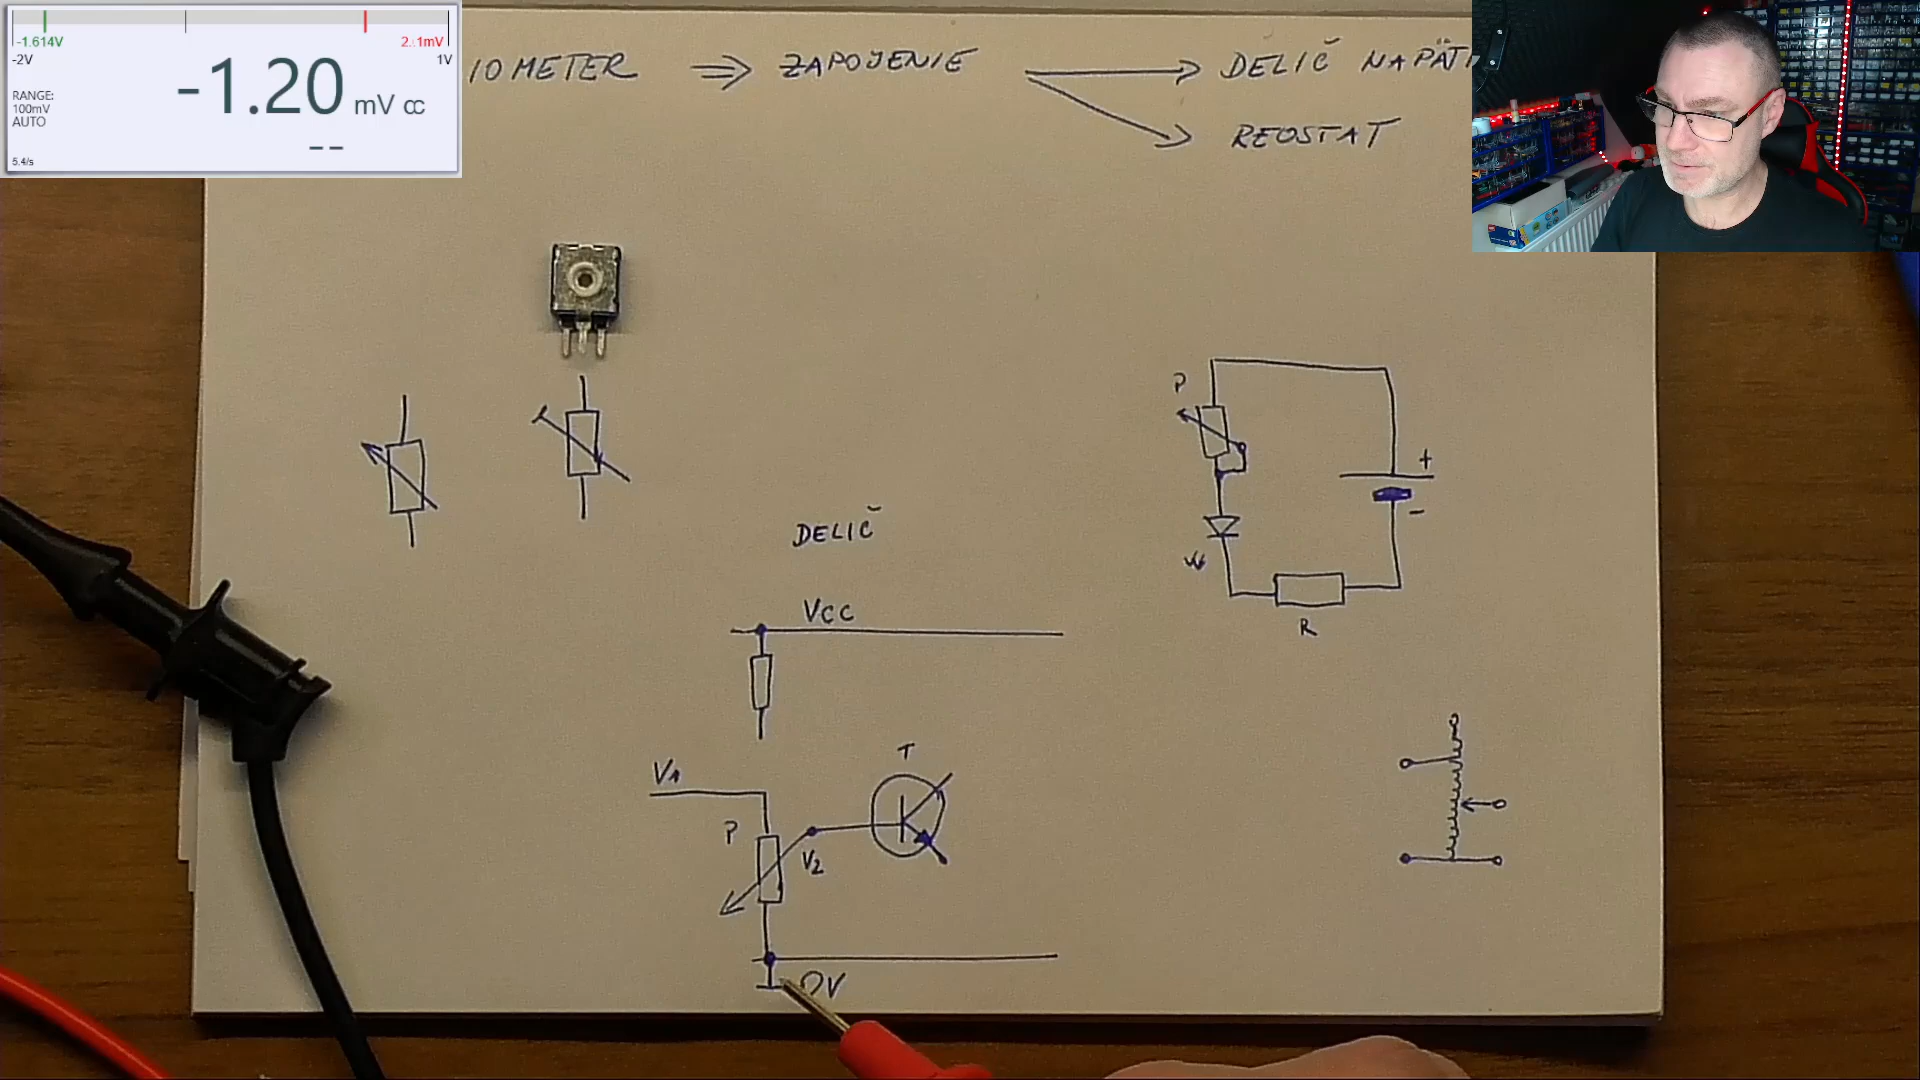 -1.614V 2.1mV
-2V 1V
-1.20 mV
RANGE:
100mV
AUTO
--
5.4/s
IOMETER ⇒ ZAPOJENIE → DELIČ NAPÄT
REOSTAT
P
+
-
R
DELIČ
VCC
T
V1
P
V2
0V